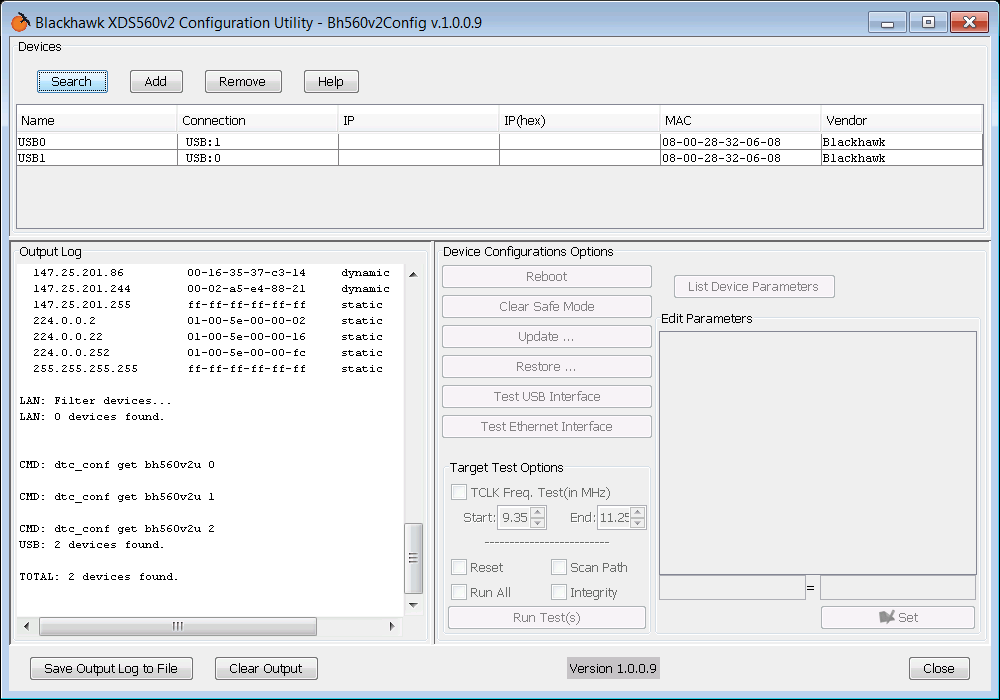 Blackhawk XDS560v2 Configuration Utility - Bh560v2Config v.1.0.0.9
Devices
Search Add Remove Help
Name Connection IP IP(hex) MAC Vendor
USB0 USB:1 08-00-28-32-06-08 Blackhawk
USB1 USB:0 08-00-28-32-06-08 Blackhawk
Output Log
147.25.201.86 00-16-35-37-c3-14 dynamic
147.25.201.244 00-02-a5-e4-88-21 dynamic
147.25.201.255 ff-ff-ff-ff-ff-ff static
224.0.0.2 01-00-5e-00-00-02 static
224.0.0.22 01-00-5e-00-00-16 static
224.0.0.252 01-00-5e-00-00-fc static
255.255.255.255 ff-ff-ff-ff-ff-ff static
LAN: Filter devices...
LAN: 0 devices found.
CMD: dtc_conf get bh560v2u 0
CMD: dtc_conf get bh560v2u 1
CMD: dtc_conf get bh560v2u 2
USB: 2 devices found.
TOTAL: 2 devices found.
Device Configurations Options
Reboot
Clear Safe Mode
Update ...
Restore ...
Test USB Interface
Test Ethernet Interface
Target Test Options
TCLK Freq. Test(in MHz)
Start: 9.35 End: 11.25
-------------------------
Reset Scan Path
Run All Integrity
Run Test(s)
List Device Parameters
Edit Parameters
=
Set
Save Output Log to File Clear Output Version 1.0.0.9 Close